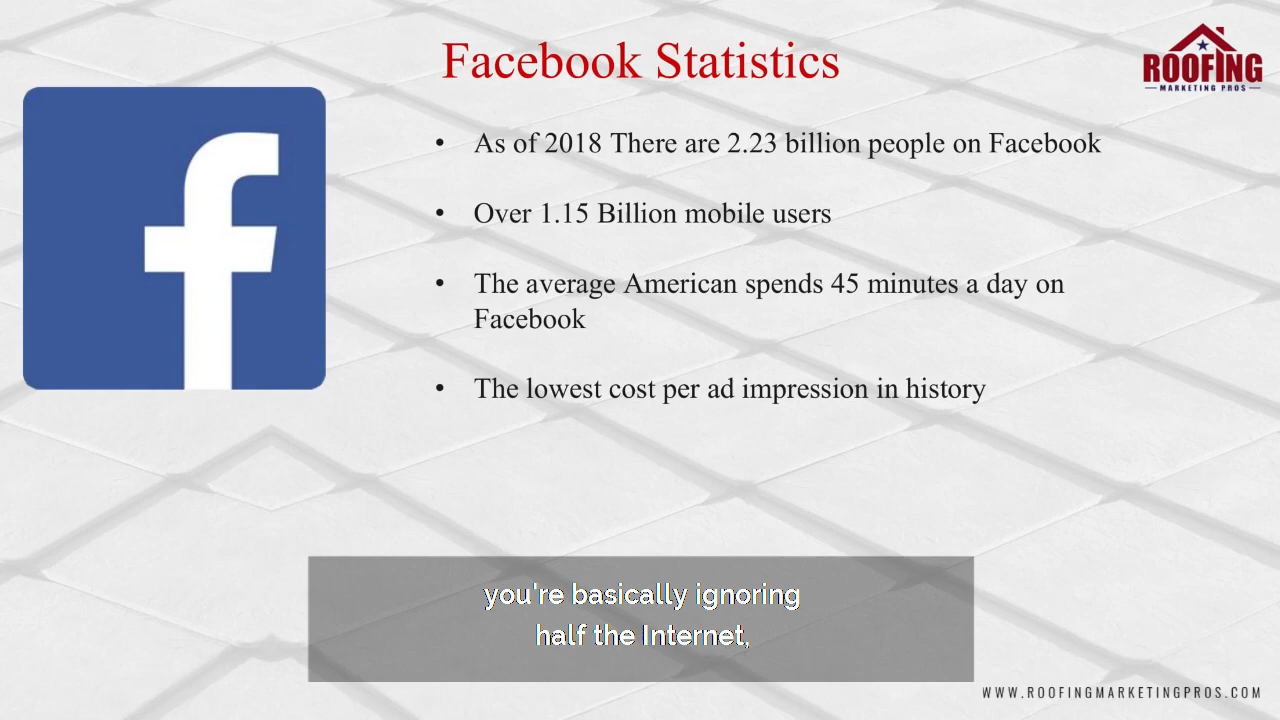 Facebook Statistics
ROOFING
MARKETING PROS
• As of 2018 There are 2.23 billion people on Facebook
• Over 1.15 Billion mobile users
• The average American spends 45 minutes a day on
Facebook
• The lowest cost per ad impression in history
you're basically ignoring
half the Internet,
WWW.ROOFINGMARKETINGPROS.COM